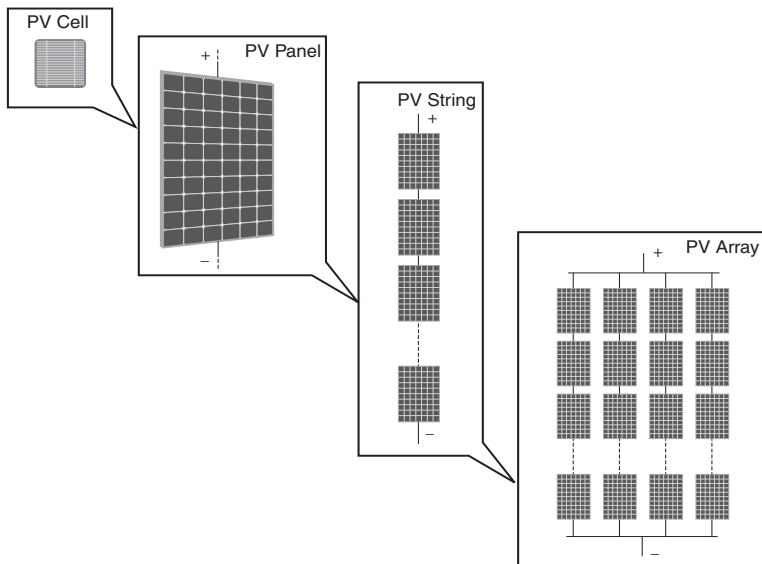 PV Cell
PV Panel
+
–
PV String
+
–
PV Array
+
–